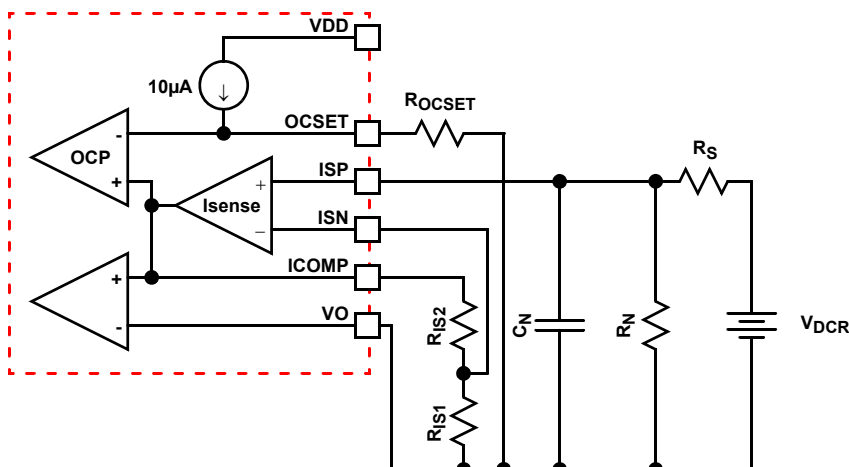 VDD
10µA
↓
ROCSET
OCSET
-
OCP
+
ISP
RS
+
Isense
ISN
−
ICOMP
+
VO
-
RIS2
CN
RN
VDCR
RIS1